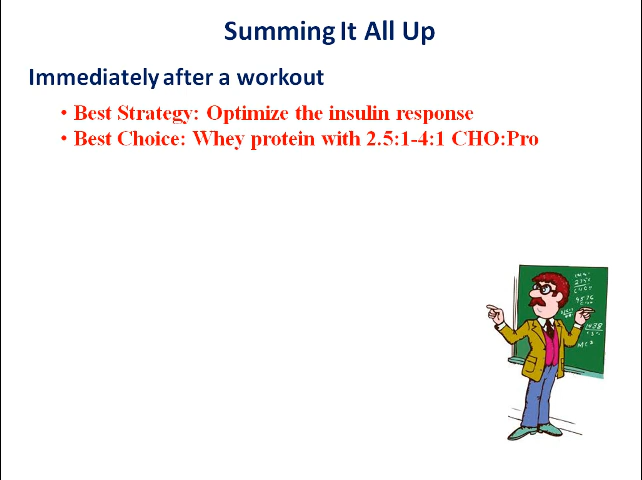 Summing It All Up
Immediately after a workout
• Best Strategy: Optimize the insulin response
• Best Choice: Whey protein with 2.5:1-4:1 CHO:Pro